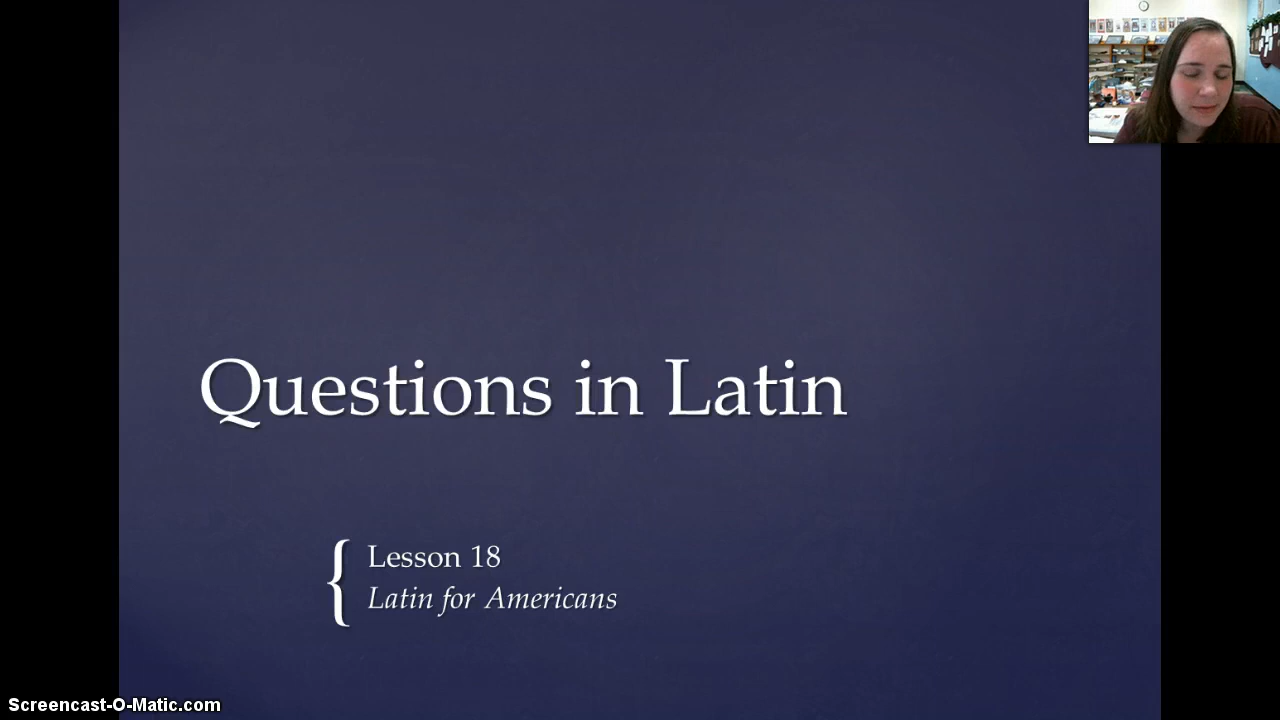 Questions in Latin
{ Lesson 18
Latin for Americans
Screencast-O-Matic.com